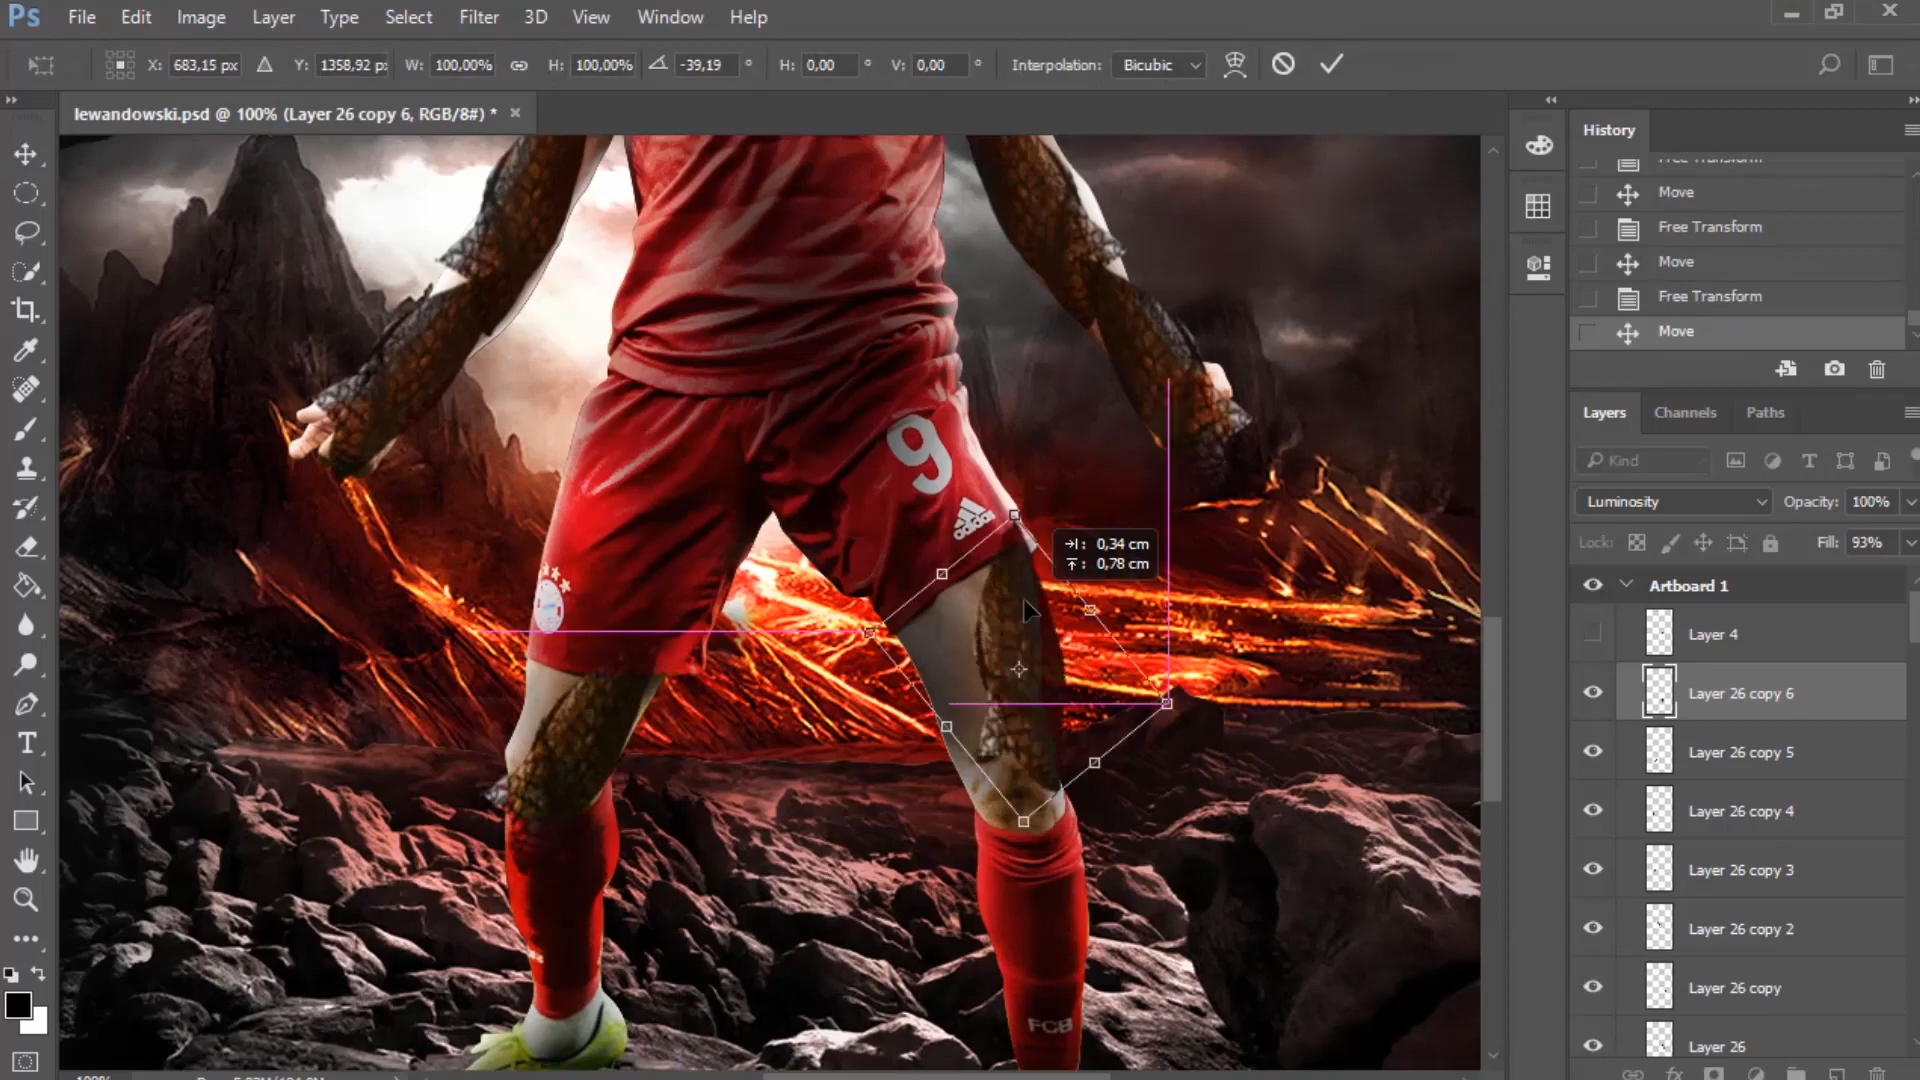 Ps File Edit Image Layer Type Select Filter 3D View Window Help
X: 683,15 px Y: 1358,92 p W: 100,00% H: 100,00% -39,19 ° H: 0,00 ° V: 0,00 ° Interpolation: Bicubic
lewandowski.psd @ 100% (Layer 26 copy 6, RGB/8#) *
History
Free Transform
Move
Free Transform
Move
Free Transform
Move
Layers Channels Paths
Kind
Luminosity Opacity: 100%
Lock: Fill: 93%
Artboard 1
Layer 4
Layer 26 copy 6
Layer 26 copy 5
Layer 26 copy 4
Layer 26 copy 3
Layer 26 copy 2
Layer 26 copy
Layer 26
9
adidas
: 0,34 cm
: 0,78 cm
FCB
100%